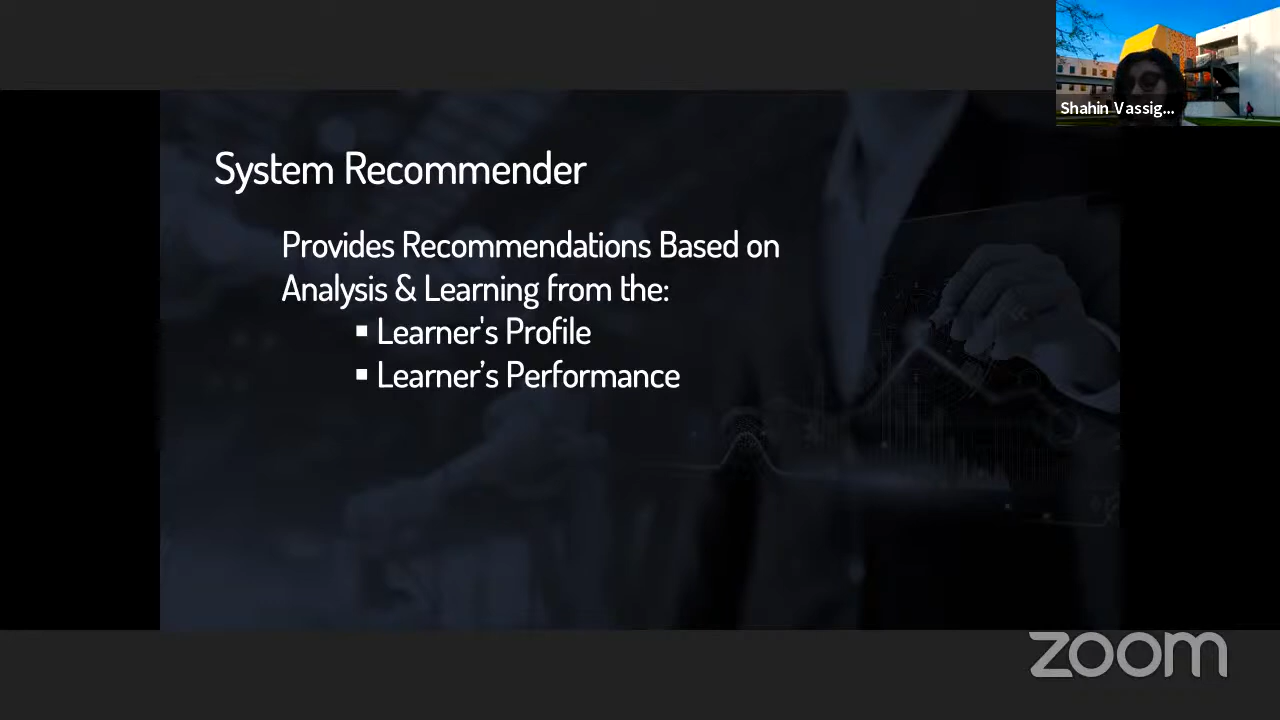 Shahin Vassig...
System Recommender
Provides Recommendations Based on
Analysis & Learning from the:
▪ Learner's Profile
▪ Learner’s Performance
zoom